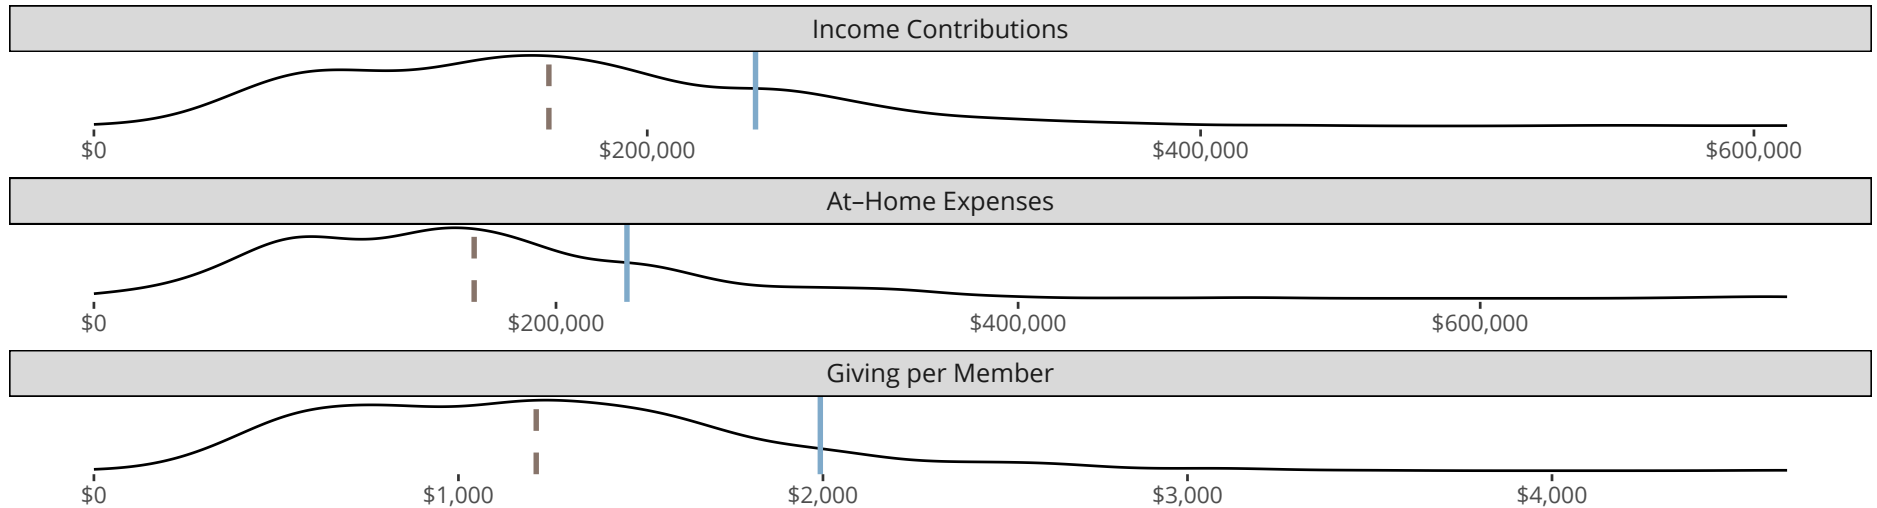 Income Contributions
$0 $200,000 $400,000 $600,000
At–Home Expenses
$0 $200,000 $400,000 $600,000
Giving per Member
$0 $1,000 $2,000 $3,000 $4,000